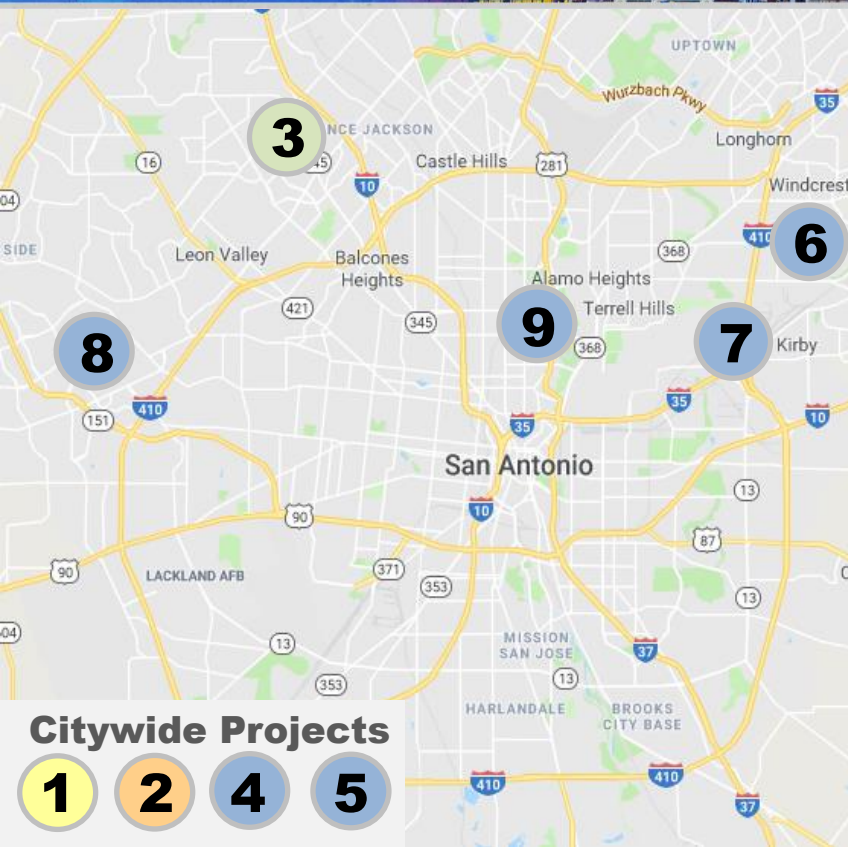 UPTOWN
Wurzbach Pkwy
35
3
NCE JACKSON
Longhorn
16
45
Castle Hills
281
10
Windcrest
04
SIDE
Leon Valley
Balcones
Heights
368
410
6
Alamo Heights
421
345
9
Terrell Hills
368
7
Kirby
8
410
151
35
35
10
San Antonio
13
10
90
87
90
LACKLAND AFB
371
353
13
04
13
MISSION
SAN JOSE
37
353
13
HARLANDALE
BROOKS
CITY BASE
Citywide Projects
1
2
4
5
410
410
37